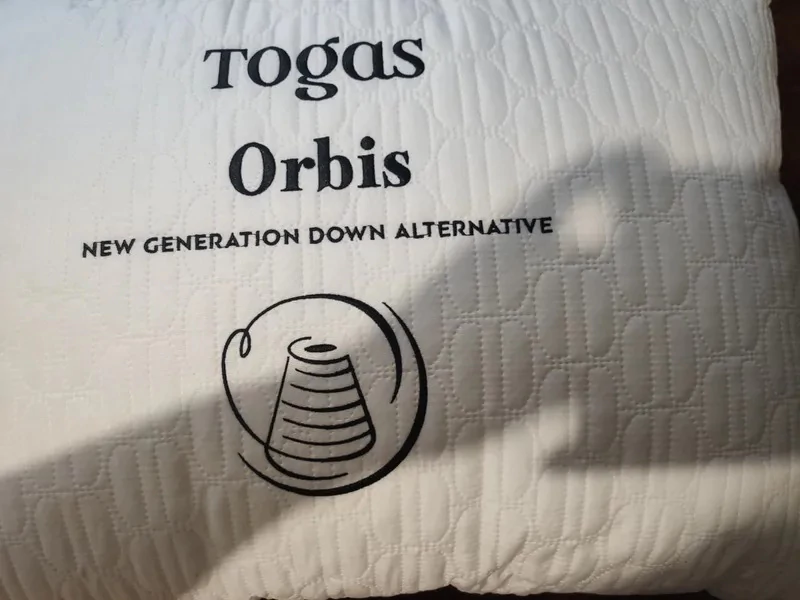 Togas
Orbis
NEW GENERATION DOWN ALTERNATIVE